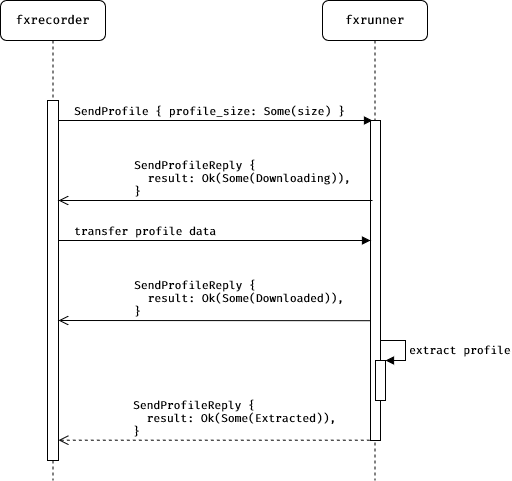 fxrecorder
fxrunner
SendProfile { profile_size: Some(size) }
SendProfileReply {
  result: Ok(Some(Downloading)),
}
transfer profile data
SendProfileReply {
  result: Ok(Some(Downloaded)),
}
extract profile
SendProfileReply {
  result: Ok(Some(Extracted)),
}